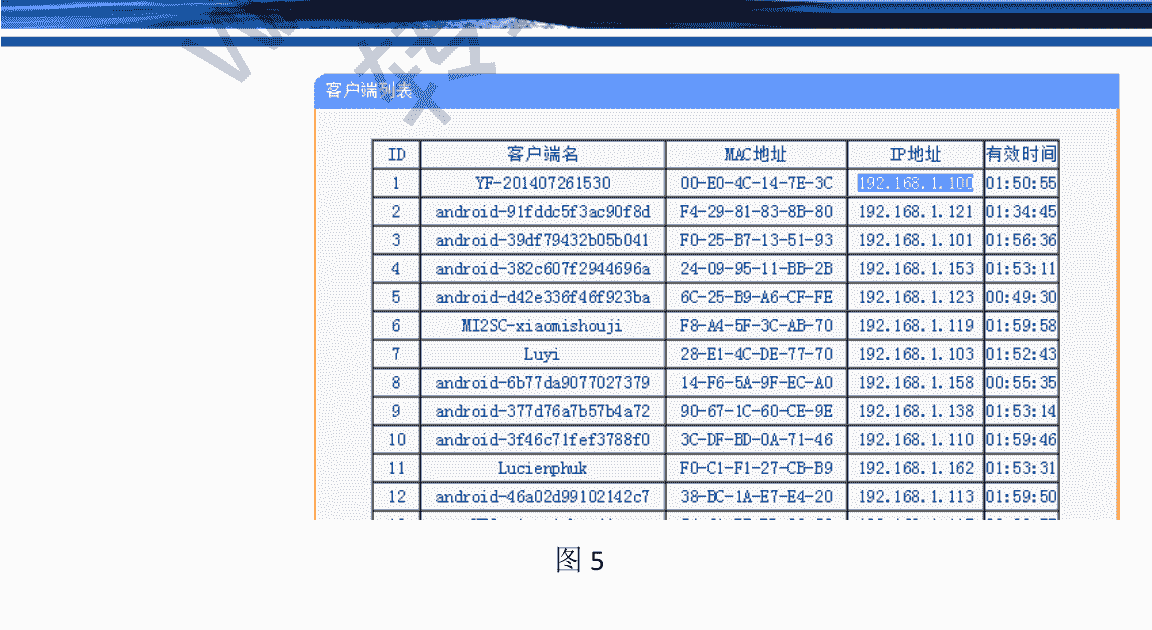 客户端列表
ID 客户端名 MAC地址 IP地址 有效时间
1 YF-201407261530 00-E0-4C-14-7E-3C 192.168.1.100 01:50:55
2 android-91fddc5f3ac90f8d F4-29-81-83-8B-80 192.168.1.121 01:34:45
3 android-39df79432b05b041 F0-25-B7-13-51-93 192.168.1.101 01:56:36
4 android-382c607f2944696a 24-09-95-11-BB-2B 192.168.1.153 01:53:11
5 android-d42e336f46f923ba 6C-25-B9-A6-CF-FE 192.168.1.123 00:49:30
6 MI2SC-xiaomishouji F8-A4-5F-3C-AB-70 192.168.1.119 01:59:58
7 Luyi 28-E1-4C-DE-77-70 192.168.1.103 01:52:43
8 android-6b77da9077027379 14-F6-5A-9F-EC-A0 192.168.1.158 00:55:35
9 android-377d76a7b57b4a72 90-67-1C-60-CE-9E 192.168.1.138 01:53:14
10 android-3f46c71fef3788f0 3C-DF-BD-0A-71-46 192.168.1.110 01:59:46
11 Lucienphuk F0-C1-F1-27-CB-B9 192.168.1.162 01:53:31
12 android-46a02d99102142c7 38-BC-1A-E7-E4-20 192.168.1.113 01:59:50
图 5